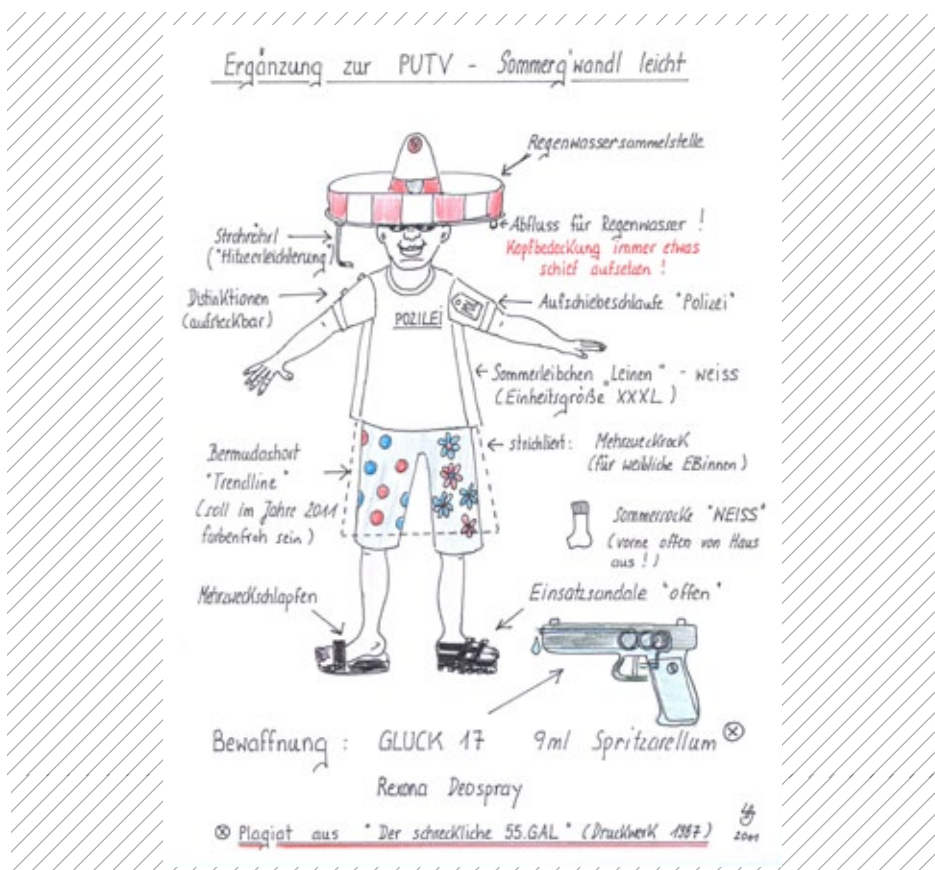 Ergänzung zur PUTV - Sommerg'wandl leicht
Regenwassersammelstelle
Abfluss für Regenwasser !
Kopfbedeckung immer etwas
schief aufsetzen !
Strohröhrl
("Hitzeerleichterung")
Distinktionen
(aufsteckbar)
Aufschiebeschlaufe "Polizei"
POZILEI
Sommerleibchen „Leinen" - weiss
(Einheitsgröße XXXL)
strichliert: Mehrzweckrock
(für weibliche EBinnen)
Bermudashort
"Trendline"
(soll im Jahre 2011
farbenfroh sein)
Sommersocke "WEISS"
(vorne offen von Haus
aus !)
Mehrzweckschlapfen
Einsatzsandale "offen"
Bewaffnung : GLUCK 17 9ml Spritzarellum ⊗
Rexona Deospray
⊗ Plagiat aus "Der schreckliche 55.GAL" (Druckwerk 1987)
2011